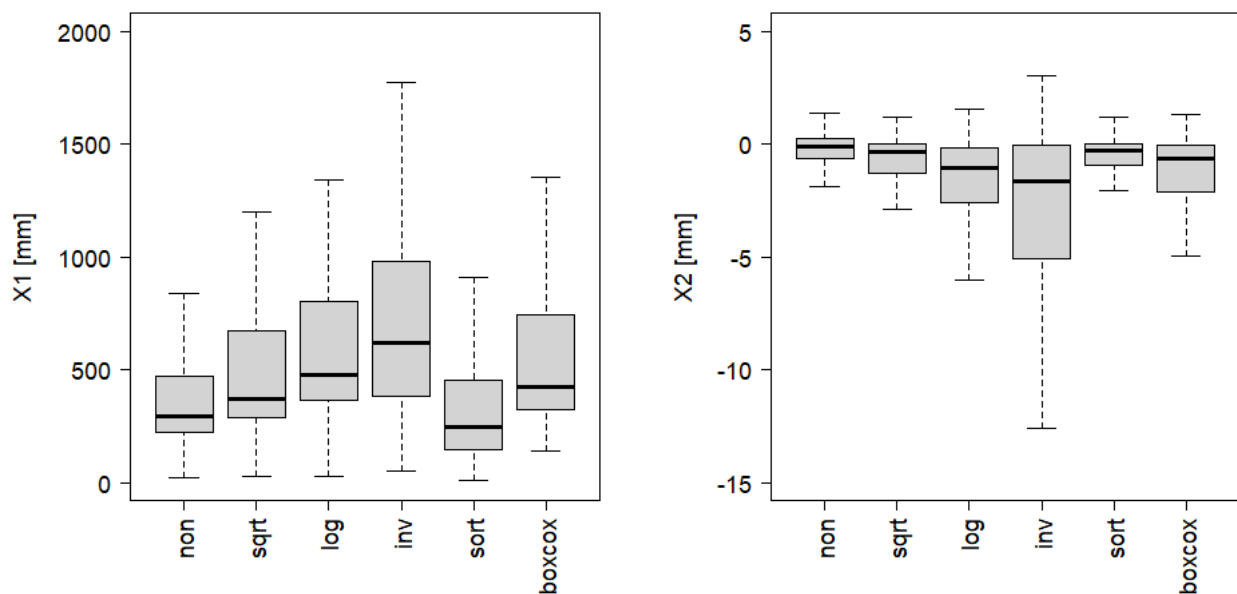 X1 [mm]
2000
1500
1000
500
0
non
sqrt
log
inv
sort
boxcox
X2 [mm]
5
0
-5
-10
-15
non
sqrt
log
inv
sort
boxcox